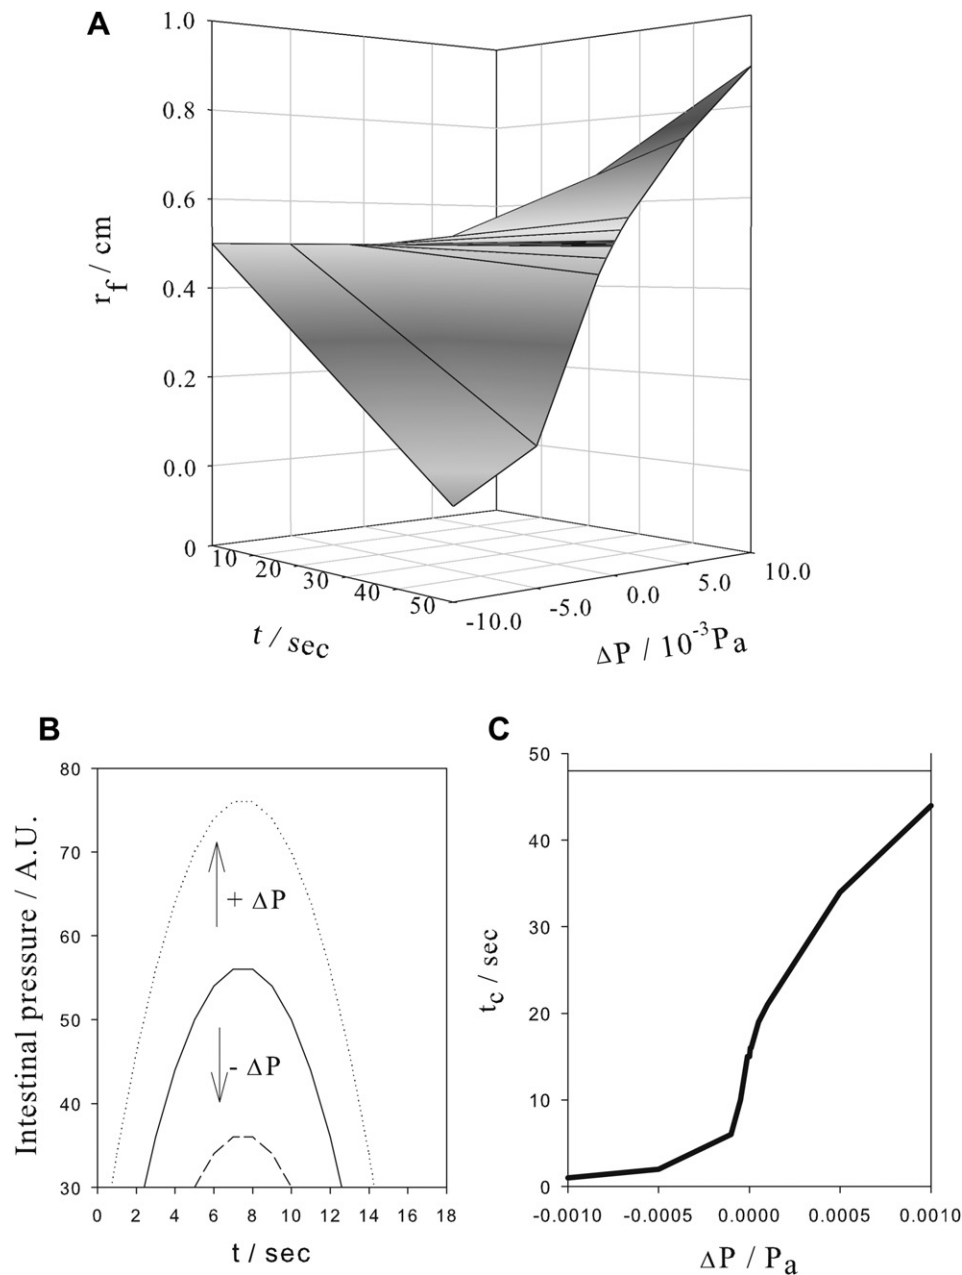 A
1.0
0.8
0.6
0.4
0.2
0.0
0
r_f / cm
10 20 30 40 50
t / sec
-10.0 -5.0 0.0 5.0 10.0
ΔP / 10⁻³Pₐ
B
80
70
60
50
40
30
Intestinal pressure / A.U.
+ ΔP
- ΔP
0 2 4 6 8 10 12 14 16 18
t / sec
C
50
40
30
20
10
0
t_c / sec
-0.0010 -0.0005 0.0000 0.0005 0.0010
ΔP / Pₐ